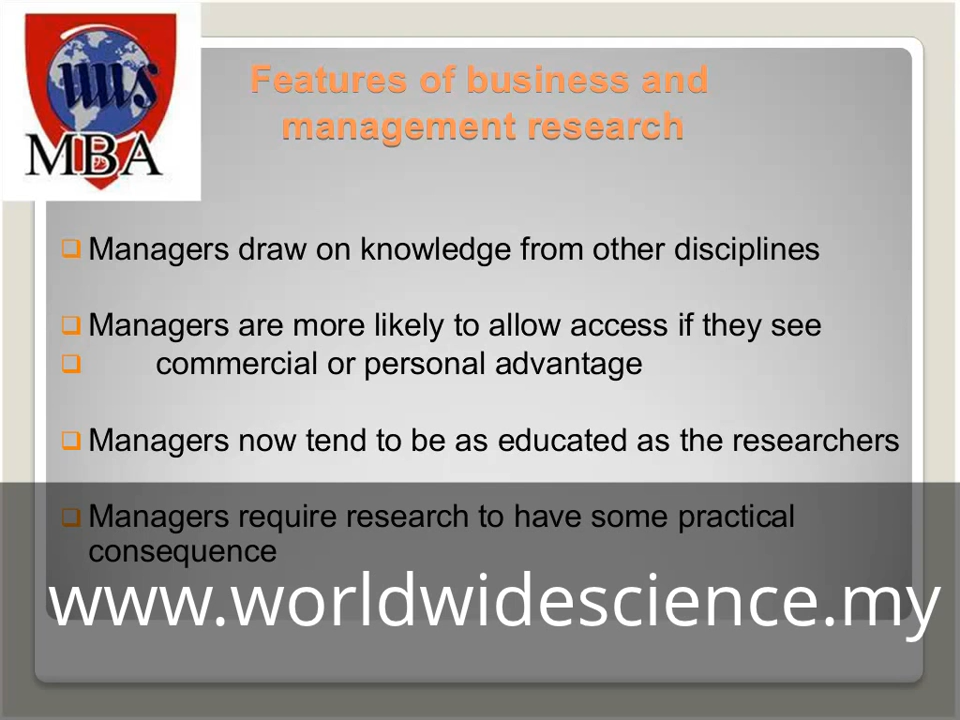 wws
MBA
Features of business and
management research
❑ Managers draw on knowledge from other disciplines
❑ Managers are more likely to allow access if they see
❑ commercial or personal advantage
❑ Managers now tend to be as educated as the researchers
❑ Managers require research to have some practical
consequence
www.worldwidescience.my